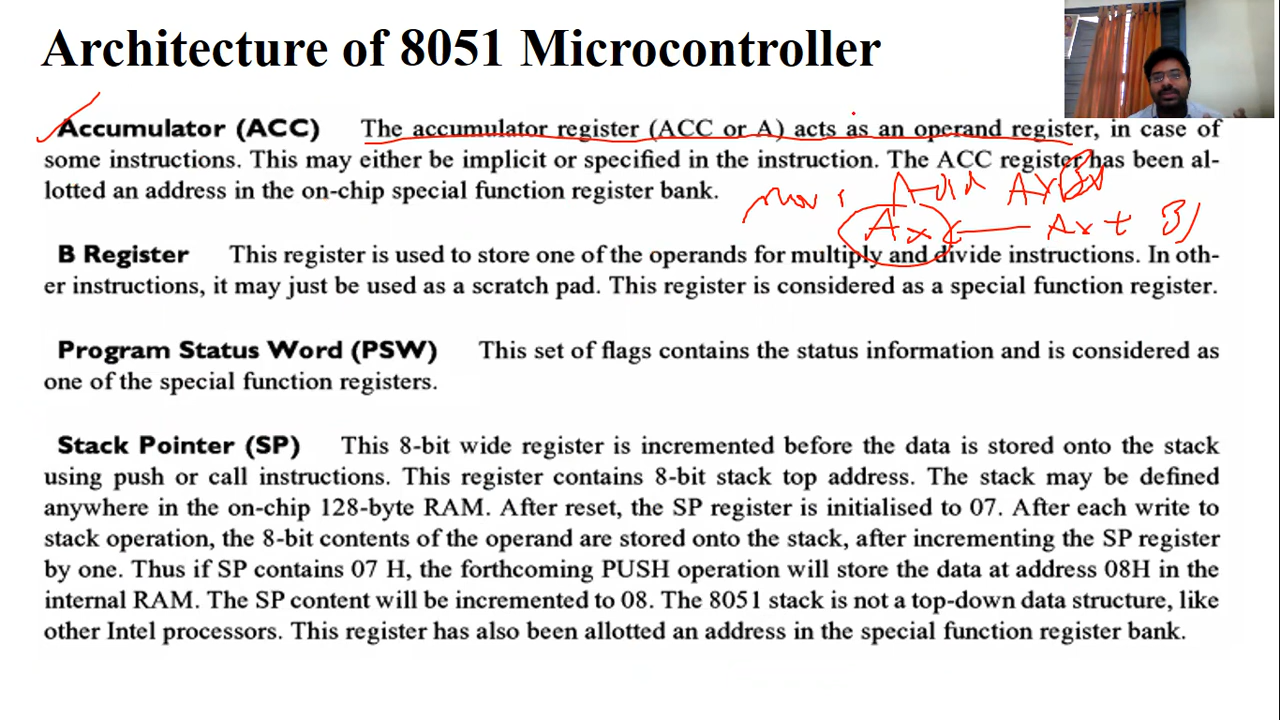 Architecture of 8051 Microcontroller
Accumulator (ACC) The accumulator register (ACC or A) acts as an operand register, in case of
some instructions. This may either be implicit or specified in the instruction. The ACC register has been al-
lotted an address in the on-chip special function register bank.
Add Ax Bx
Mov
Ax ← Ax + B
B Register This register is used to store one of the operands for multiply and divide instructions. In oth-
er instructions, it may just be used as a scratch pad. This register is considered as a special function register.
Program Status Word (PSW) This set of flags contains the status information and is considered as
one of the special function registers.
Stack Pointer (SP) This 8-bit wide register is incremented before the data is stored onto the stack
using push or call instructions. This register contains 8-bit stack top address. The stack may be defined
anywhere in the on-chip 128-byte RAM. After reset, the SP register is initialised to 07. After each write to
stack operation, the 8-bit contents of the operand are stored onto the stack, after incrementing the SP register
by one. Thus if SP contains 07 H, the forthcoming PUSH operation will store the data at address 08H in the
internal RAM. The SP content will be incremented to 08. The 8051 stack is not a top-down data structure, like
other Intel processors. This register has also been allotted an address in the special function register bank.